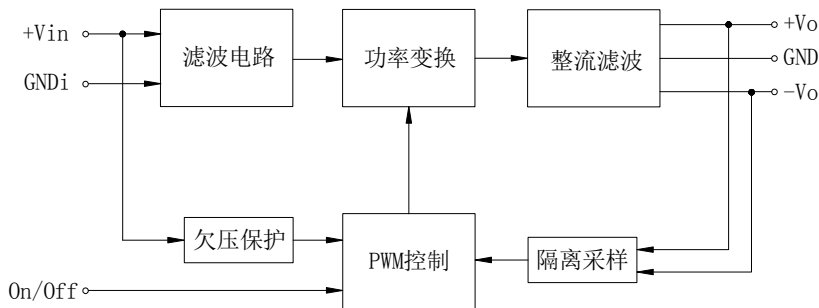 +Vin
GNDi
滤波电路
功率变换
整流滤波
+Vo
GND
-Vo
欠压保护
PWM控制
隔离采样
On/Off